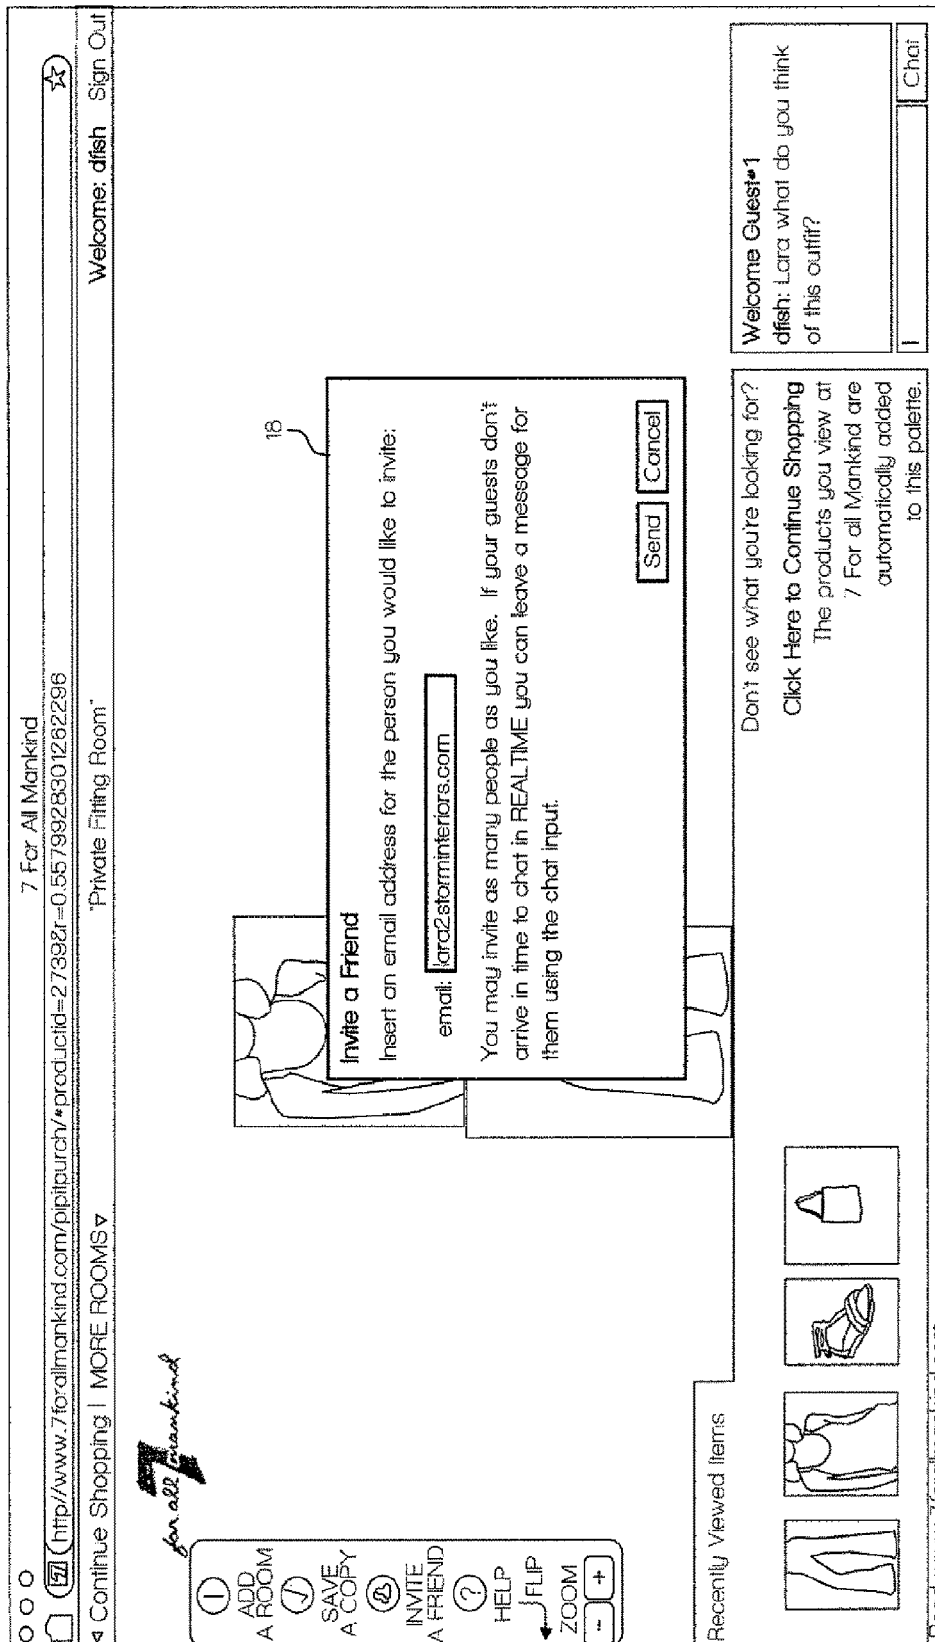 7 For All Mankind
http//www.7forallmankind.com/pipitpurch/*productid=2739&r=0.5579928301262296
Continue Shopping | MORE ROOMS
"Private Fitting Room"
Welcome: dfish Sign Out
for all 7 mankind
ADD
A ROOM
SAVE
A COPY
INVITE
A FRIEND
?
HELP
FLIP
ZOOM
- +
18
Invite a Friend
Insert an email address for the person you would like to invite:
email: lara2storminteriors.com
You may invite as many people as you like. If your guests don't
arrive in time to chat in REALTIME you can leave a message for
them using the chat input.
Send Cancel
Recently Viewed Items
Don't see what you're looking for?
Click Here to Continue Shopping
The products you view at
7 For all Mankind are
automatically added
to this palette.
Welcome Guest*1
dfish: Lara what do you think
of this outfit?
Chat